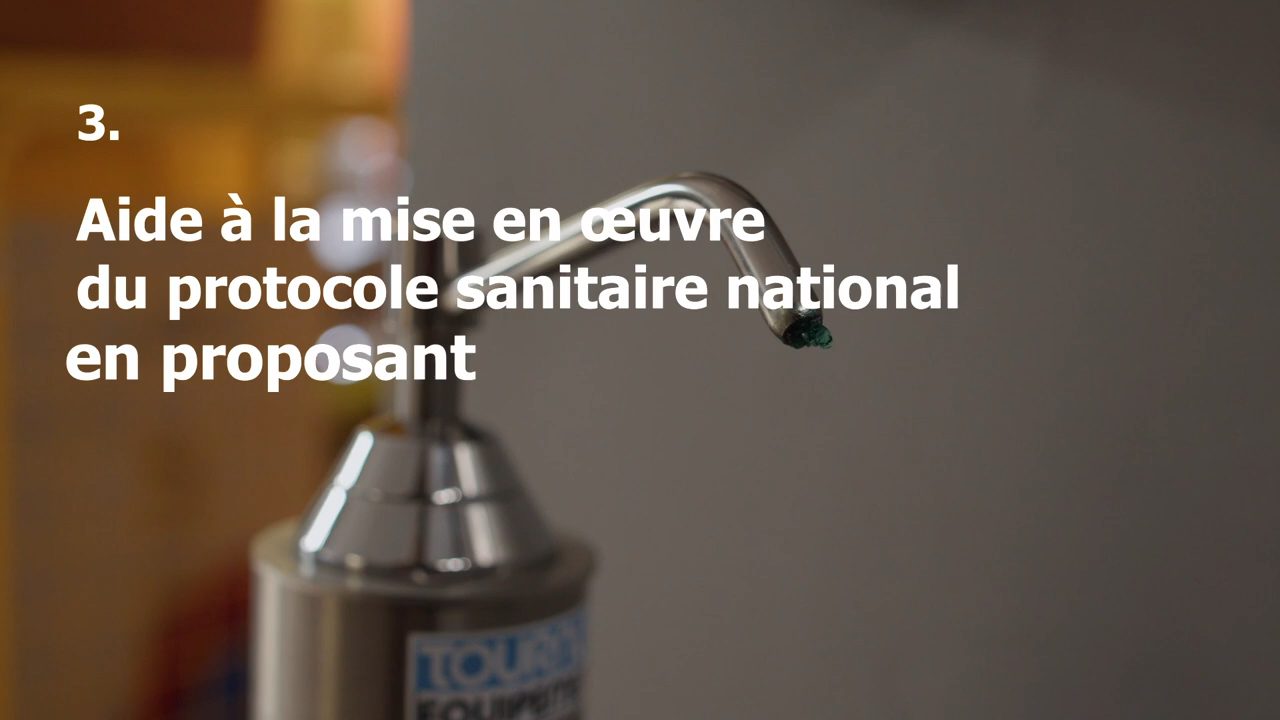 3.
Aide à la mise en œuvre
du protocole sanitaire national
en proposant